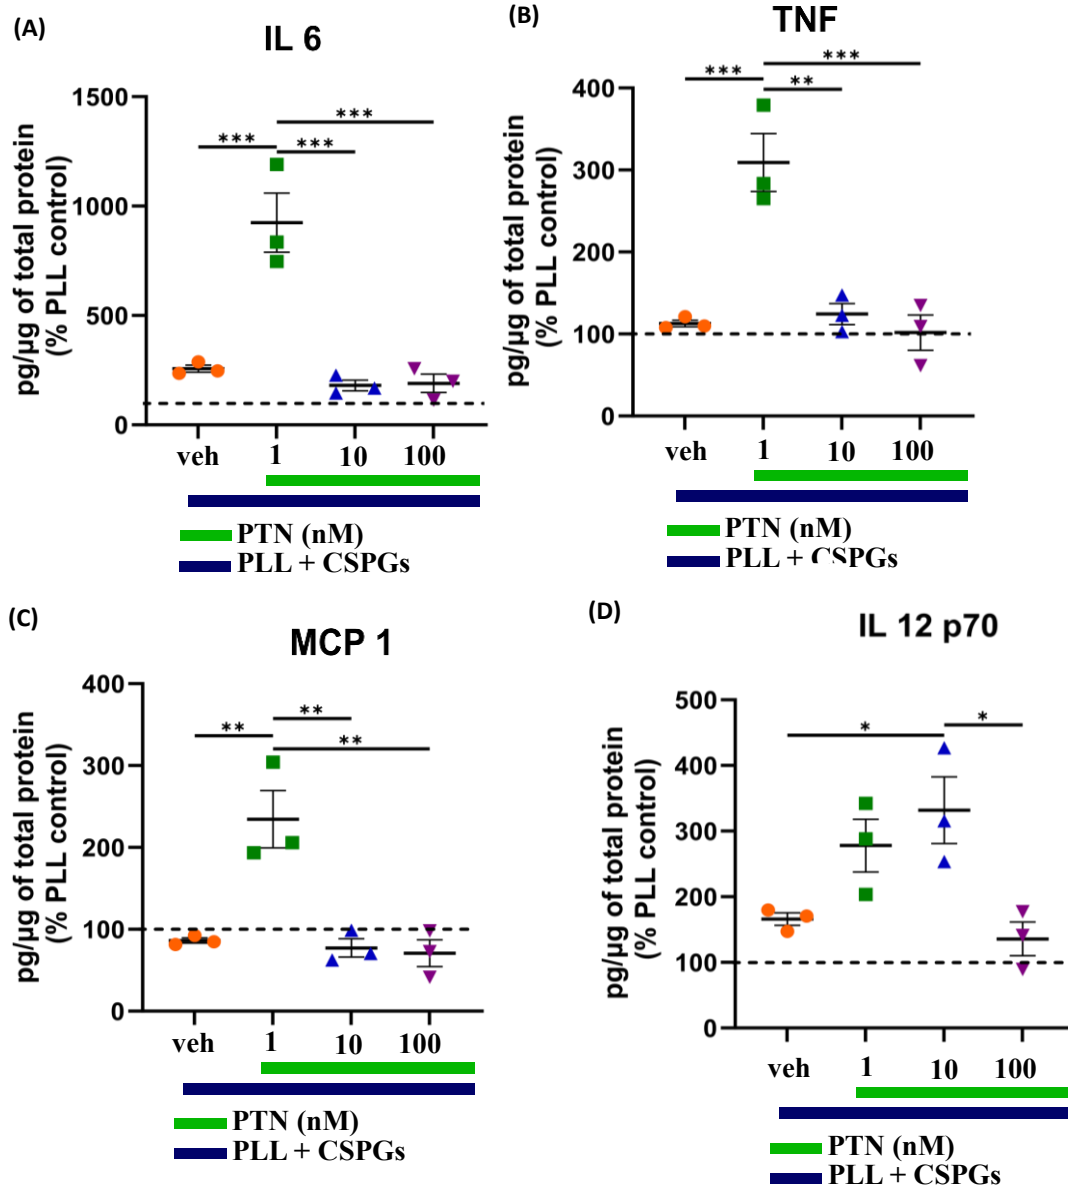 (A)
IL 6
pg/µg of total protein
(% PLL control)
1500
1000
500
0
***
***
***
veh 1 10 100
PTN (nM)
PLL + CSPGs
(B)
TNF
pg/µg of total protein
(% PLL control)
400
300
200
100
0
***
***
**
veh 1 10 100
PTN (nM)
PLL + CSPGs
(C)
MCP 1
pg/µg of total protein
(% PLL control)
400
300
200
100
0
**
**
**
veh 1 10 100
PTN (nM)
PLL + CSPGs
(D)
IL 12 p70
pg/µg of total protein
(% PLL control)
500
400
300
200
100
0
*
*
veh 1 10 100
PTN (nM)
PLL + CSPGs